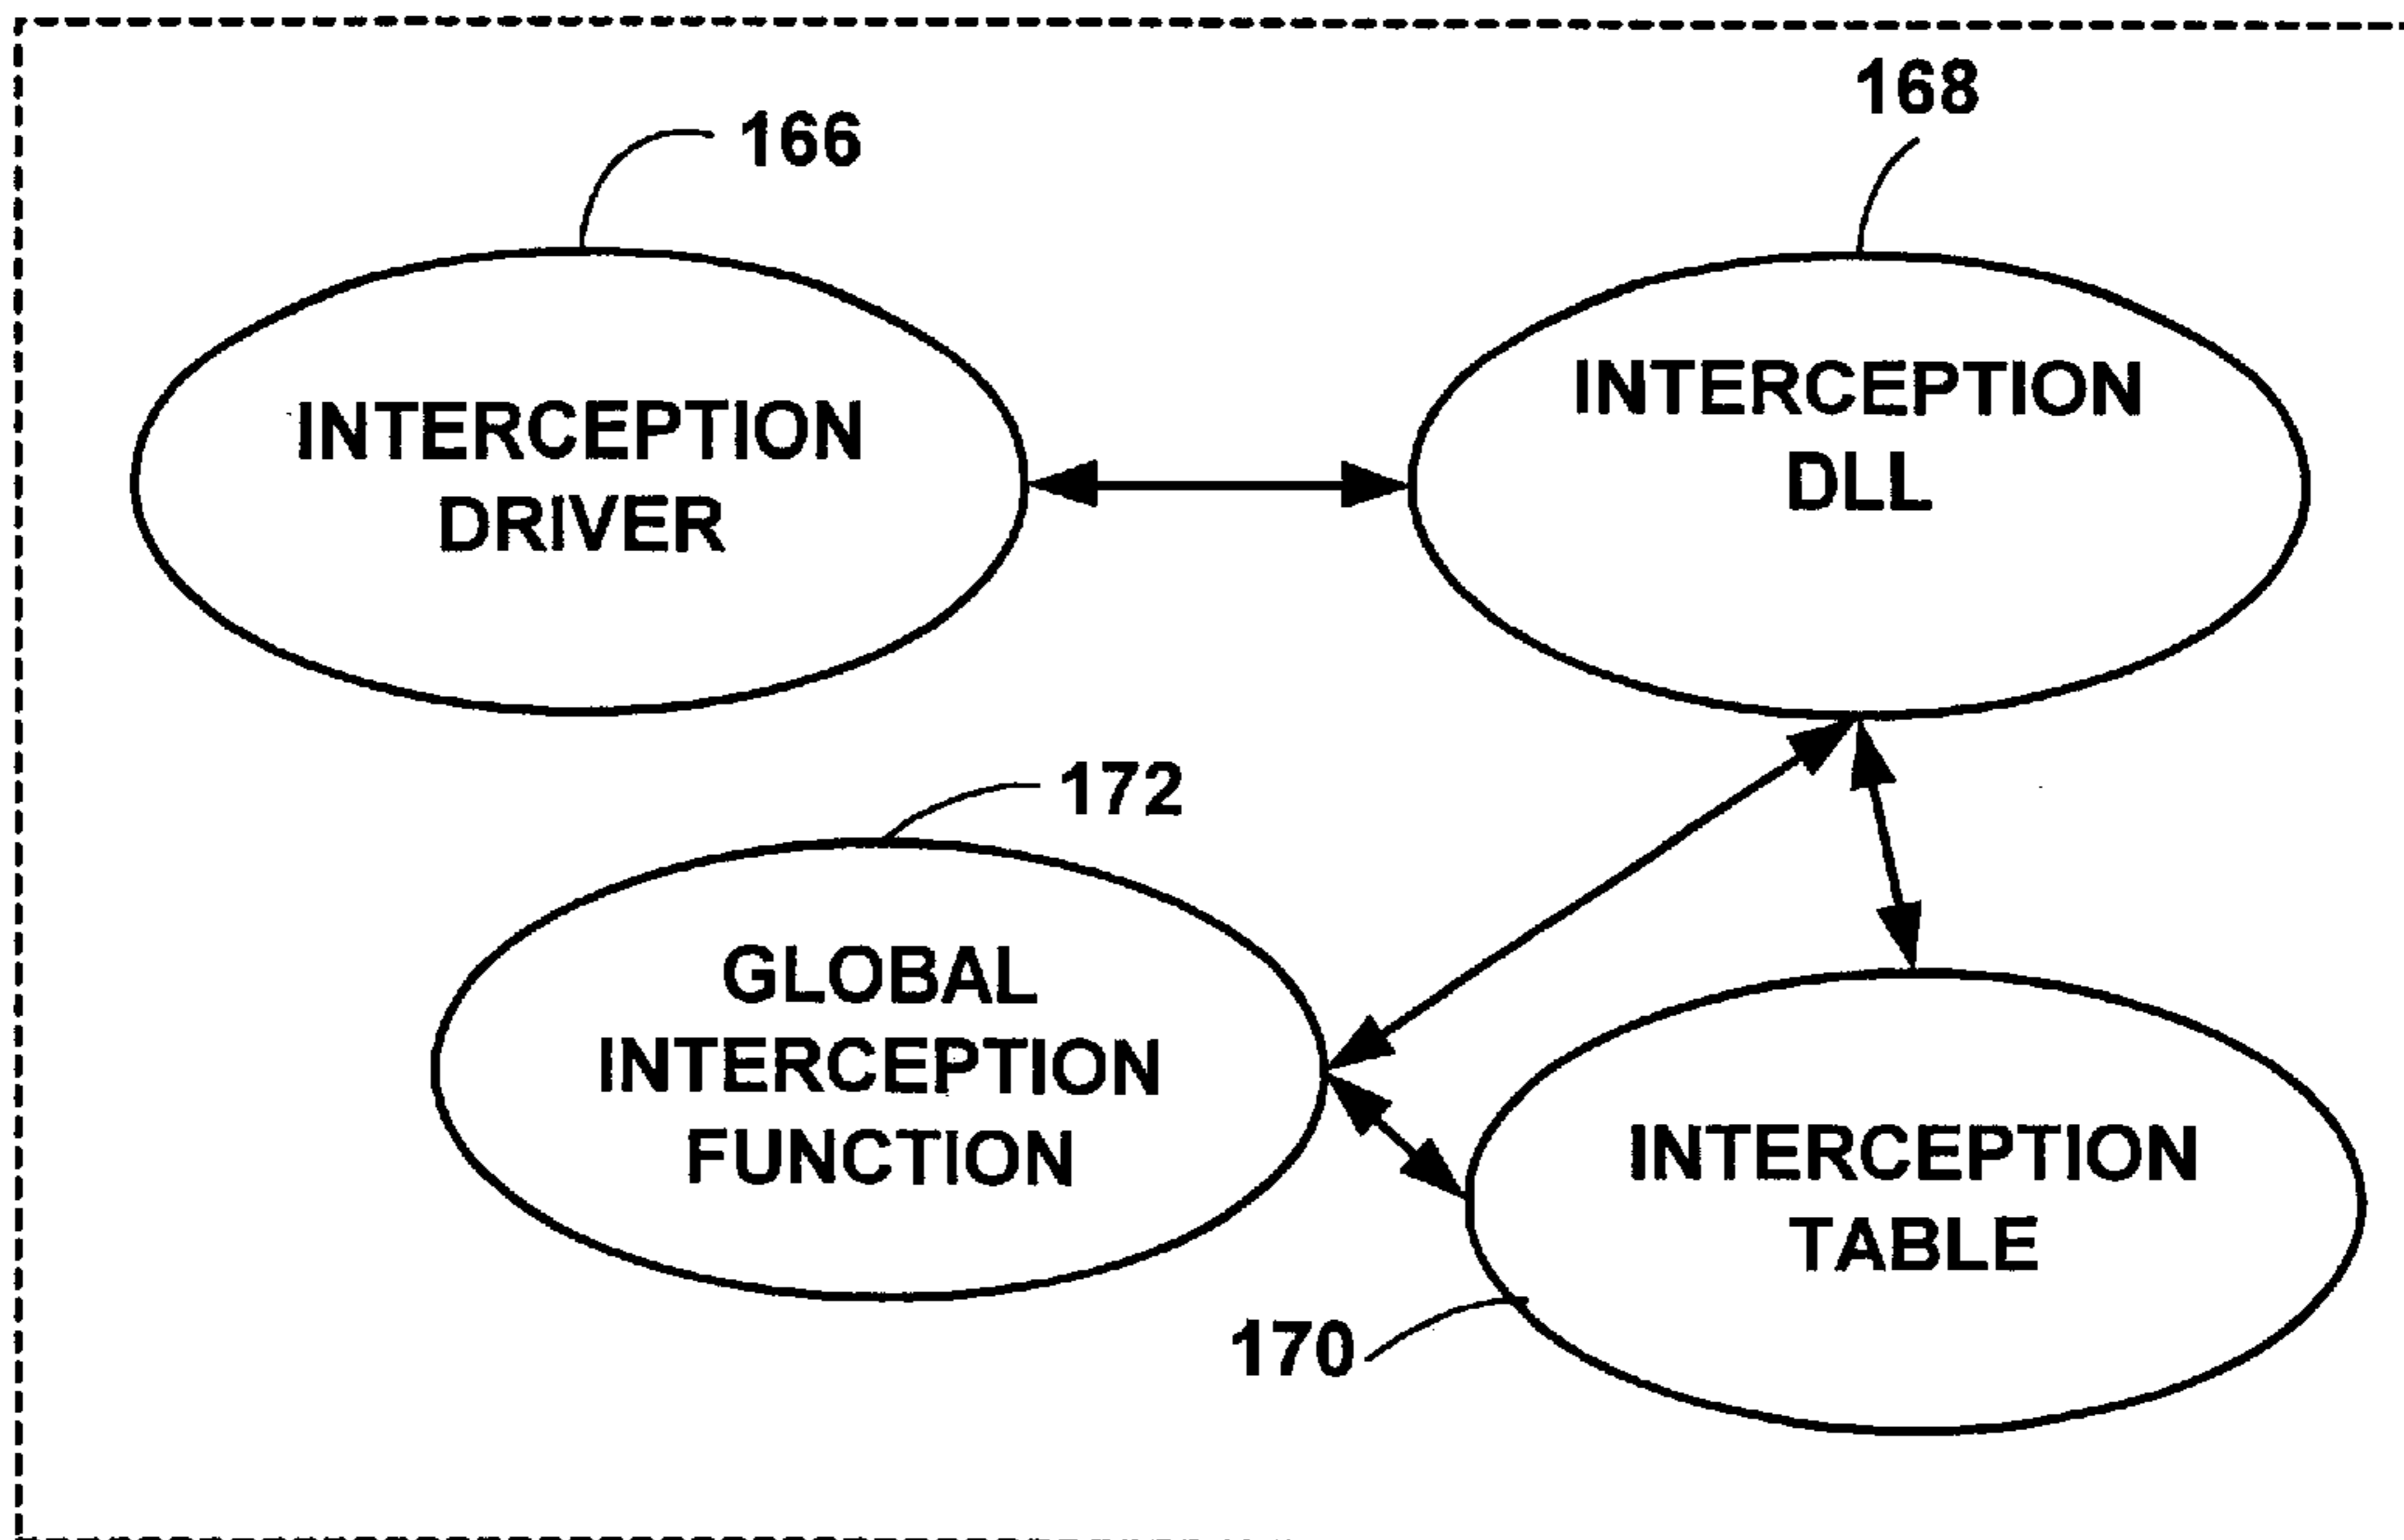 166
168
INTERCEPTION
DRIVER
INTERCEPTION
DLL
172
GLOBAL
INTERCEPTION
FUNCTION
INTERCEPTION
TABLE
170